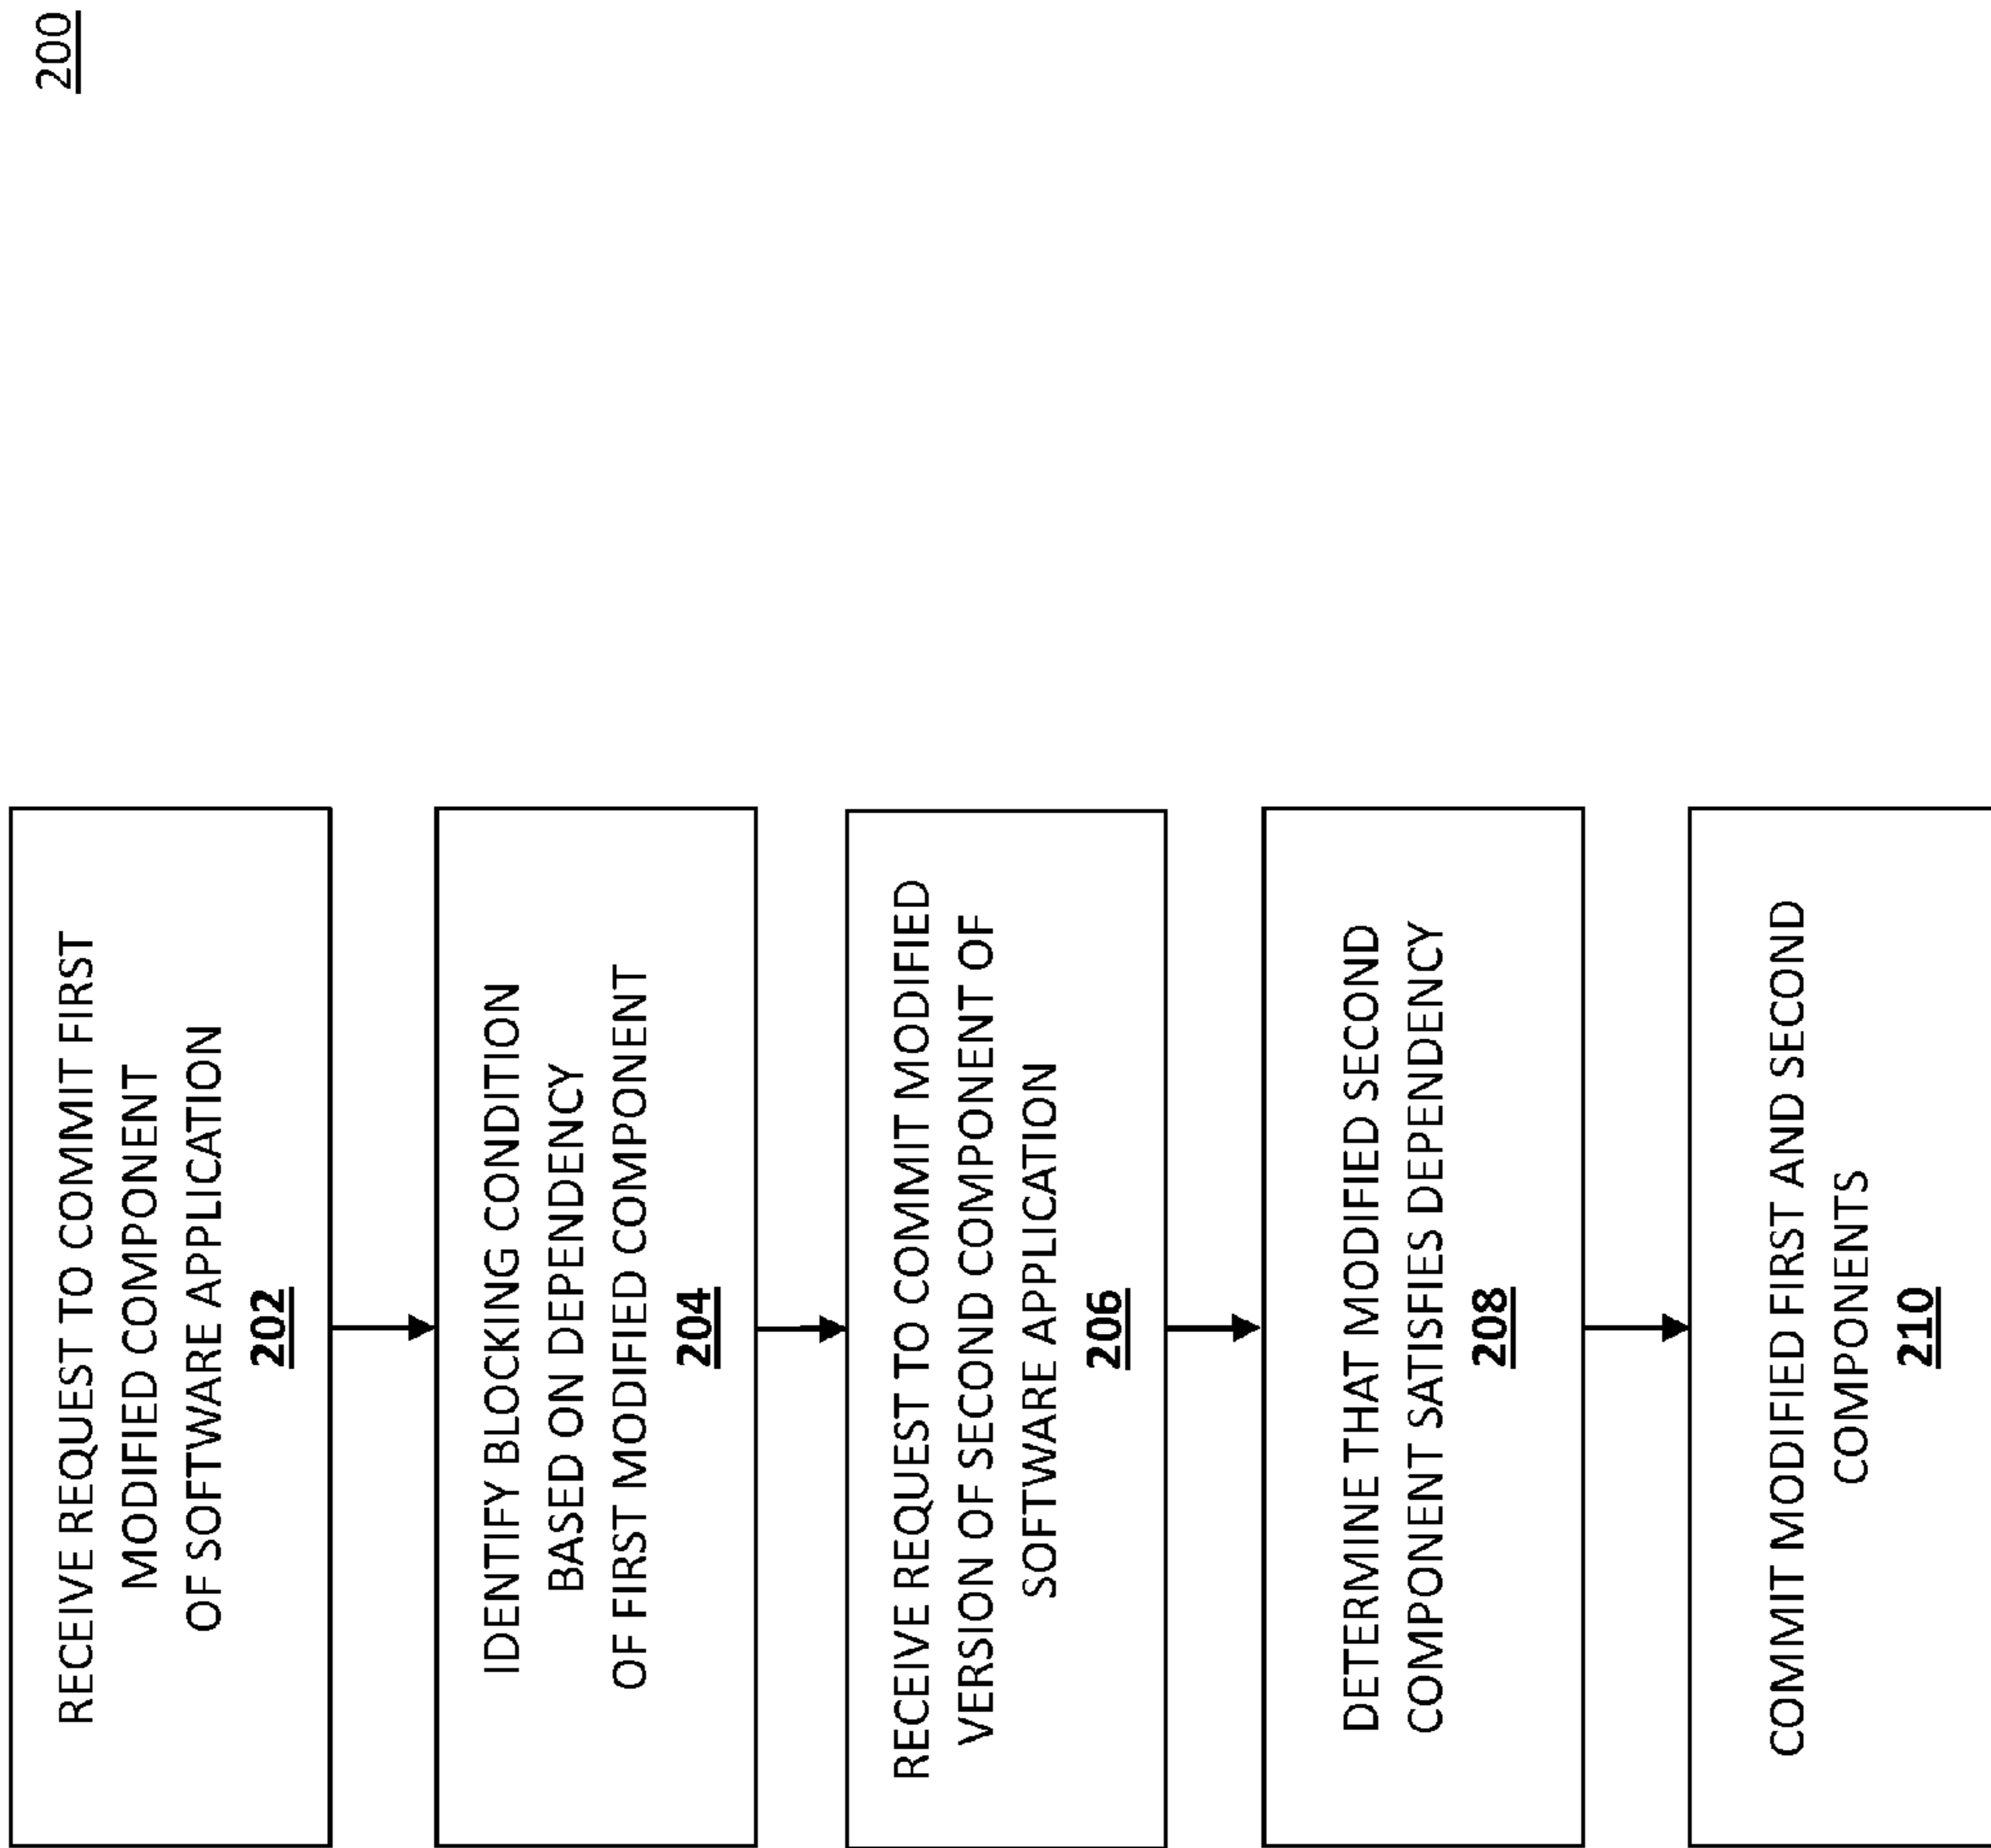 200
RECEIVE REQUEST TO COMMIT FIRST
MODIFIED COMPONENT
OF SOFTWARE APPLICATION
202
IDENTIFY BLOCKING CONDITION
BASED ON DEPENDENCY
OF FIRST MODIFIED COMPONENT
204
RECEIVE REQUEST TO COMMIT MODIFIED
VERSION OF SECOND COMPONENT OF
SOFTWARE APPLICATION
206
DETERMINE THAT MODIFIED SECOND
COMPONENT SATISFIES DEPENDENCY
208
COMMIT MODIFIED FIRST AND SECOND
COMPONENTS
210